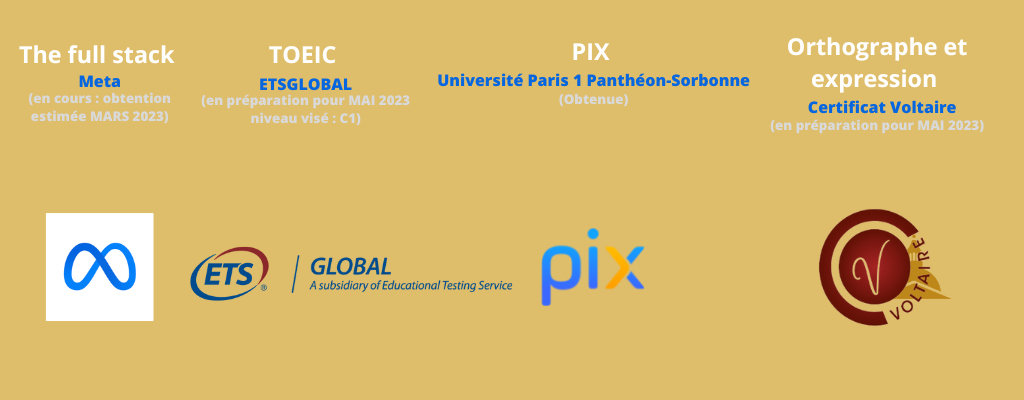 The full stack
Meta
(en cours : obtention
estimée MARS 2023)
TOEIC
ETSGLOBAL
(en préparation pour MAI 2023
niveau visé : C1)
PIX
Université Paris 1 Panthéon-Sorbonne
(Obtenue)
Orthographe et
expression
Certificat Voltaire
(en préparation pour MAI 2023)
ETS®
GLOBAL
A subsidiary of Educational Testing Service
pix
V
VOLTAIRE